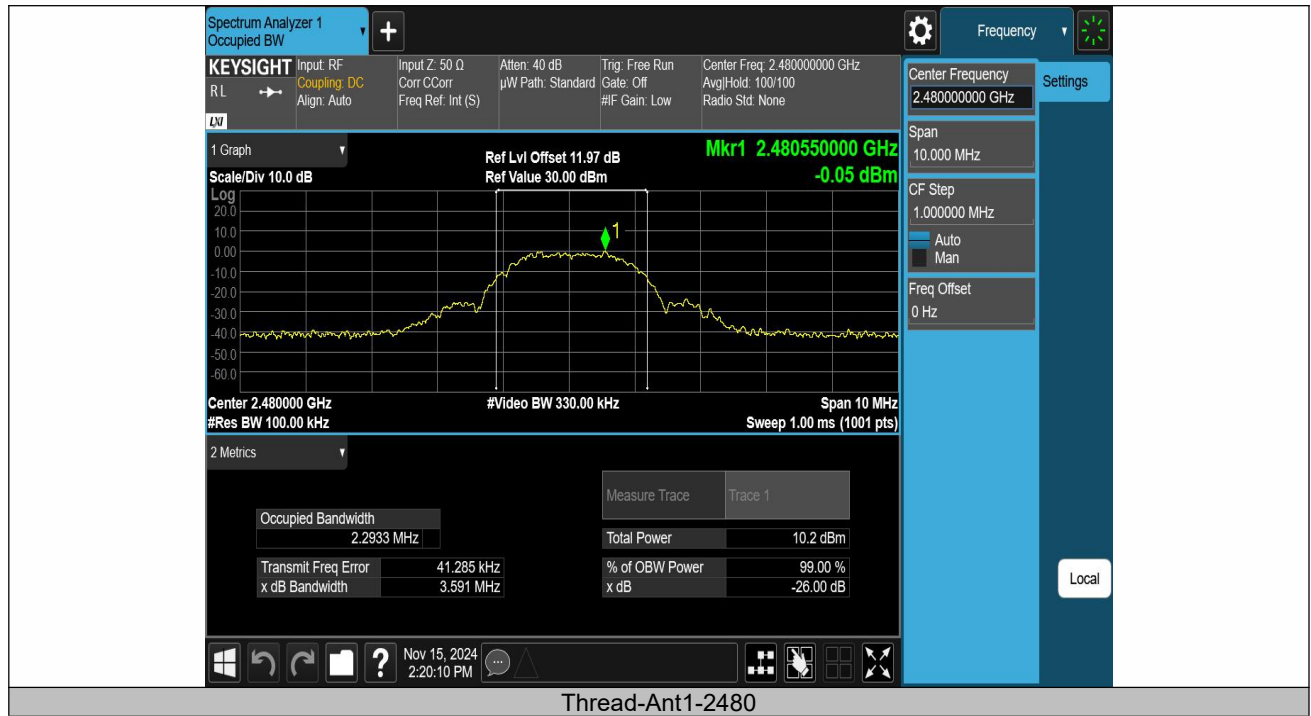 Spectrum Analyzer 1
Occupied BW
Frequency
KEYSIGHT
R L
LXI
Input: RF
Coupling: DC
Align: Auto
Input Z: 50 Ω
Corr CCorr
Freq Ref: Int (S)
Atten: 40 dB
µW Path: Standard
Trig: Free Run
Gate: Off
#IF Gain: Low
Center Freq: 2.480000000 GHz
Avg|Hold: 100/100
Radio Std: None
Center Frequency
2.480000000 GHz
Settings
Span
10.000 MHz
CF Step
1.000000 MHz
Auto
Man
Freq Offset
0 Hz
Local
1 Graph
Scale/Div 10.0 dB
Ref Lvl Offset 11.97 dB
Ref Value 30.00 dBm
Mkr1 2.480550000 GHz
-0.05 dBm
Log
20.0
10.0
0.00
-10.0
-20.0
-30.0
-40.0
-50.0
-60.0
1
Center 2.480000 GHz
#Res BW 100.00 kHz
#Video BW 330.00 kHz
Span 10 MHz
Sweep 1.00 ms (1001 pts)
2 Metrics
Measure Trace Trace 1
Occupied Bandwidth
2.2933 MHz
Total Power 10.2 dBm
Transmit Freq Error 41.285 kHz
% of OBW Power 99.00 %
x dB Bandwidth 3.591 MHz
x dB -26.00 dB
Nov 15, 2024
2:20:10 PM
Thread-Ant1-2480